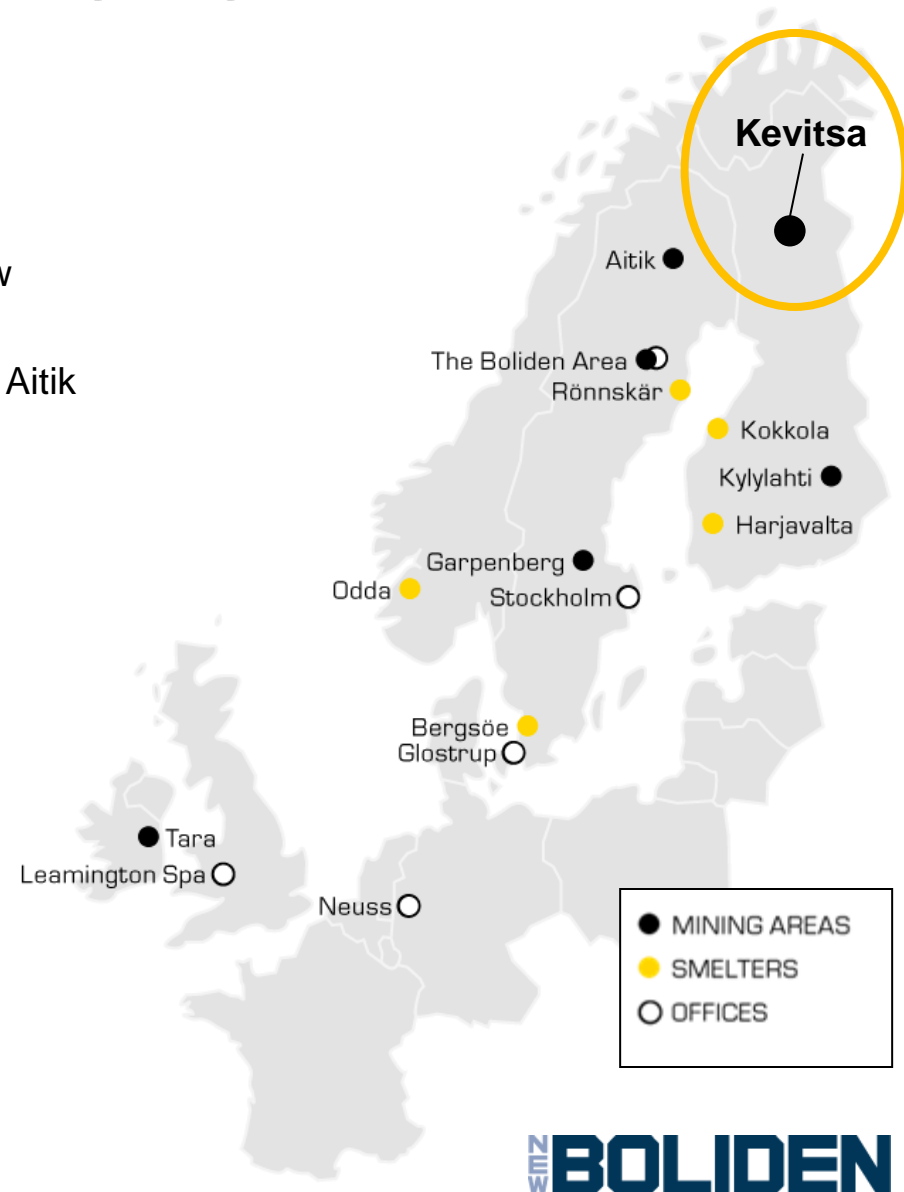 Kevitsa
Aitik
w
The Boliden Area
Aitik
Rönnskär
Kokkola
Kylylahti
Harjavalta
Garpenberg
Odda
Stockholm
Bergsöe
Glostrup
Tara
Leamington Spa
Neuss
MINING AREAS
SMELTERS
OFFICES
NEW BOLIDEN